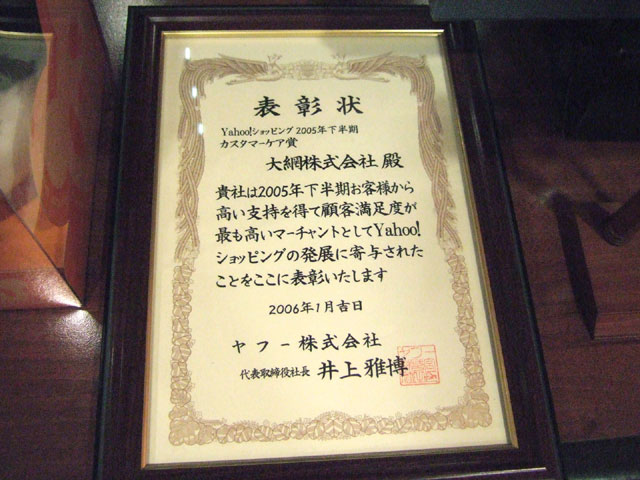 表彰状
Yahoo!ショッピング 2005年下半期
カスタマーケア賞
大網株式会社 殿
貴社は2005年下半期お客様から
高い支持を得て顧客満足度が
最も高いマーチャントとしてYahoo!
ショッピングの発展に寄与された
ことをここに表彰いたします
2006年1月吉日
ヤフー株式会社
代表取締役社長 井上雅博